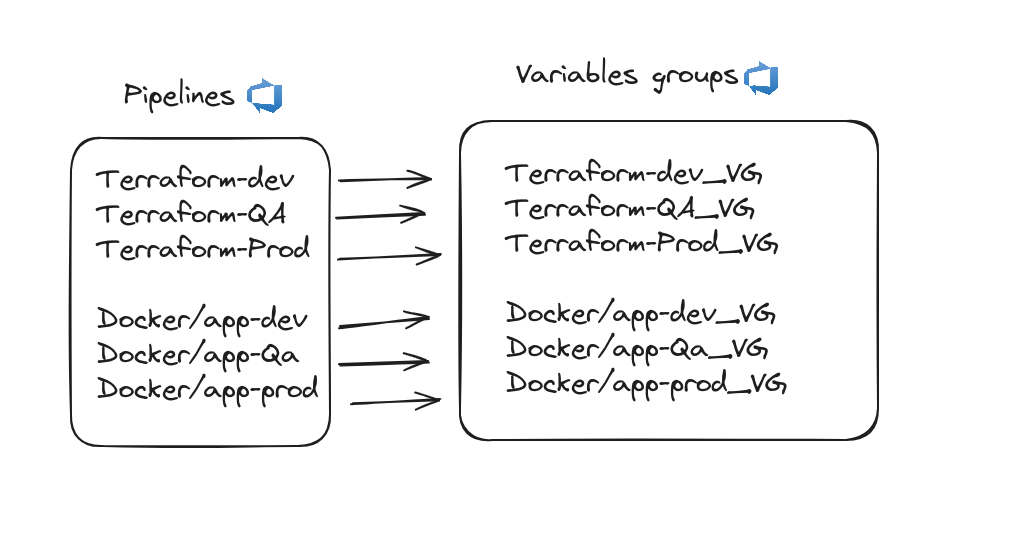 Pipelines
Terraform-dev
Terraform-QA
Terraform-Prod
Docker/app-dev
Docker/app-Qa
Docker/app-prod
Variables groups
Terraform-dev_VG
Terraform-QA_VG
Terraform-Prod_VG
Docker/app-dev_VG
Docker/app-Qa_VG
Docker/app-prod_VG